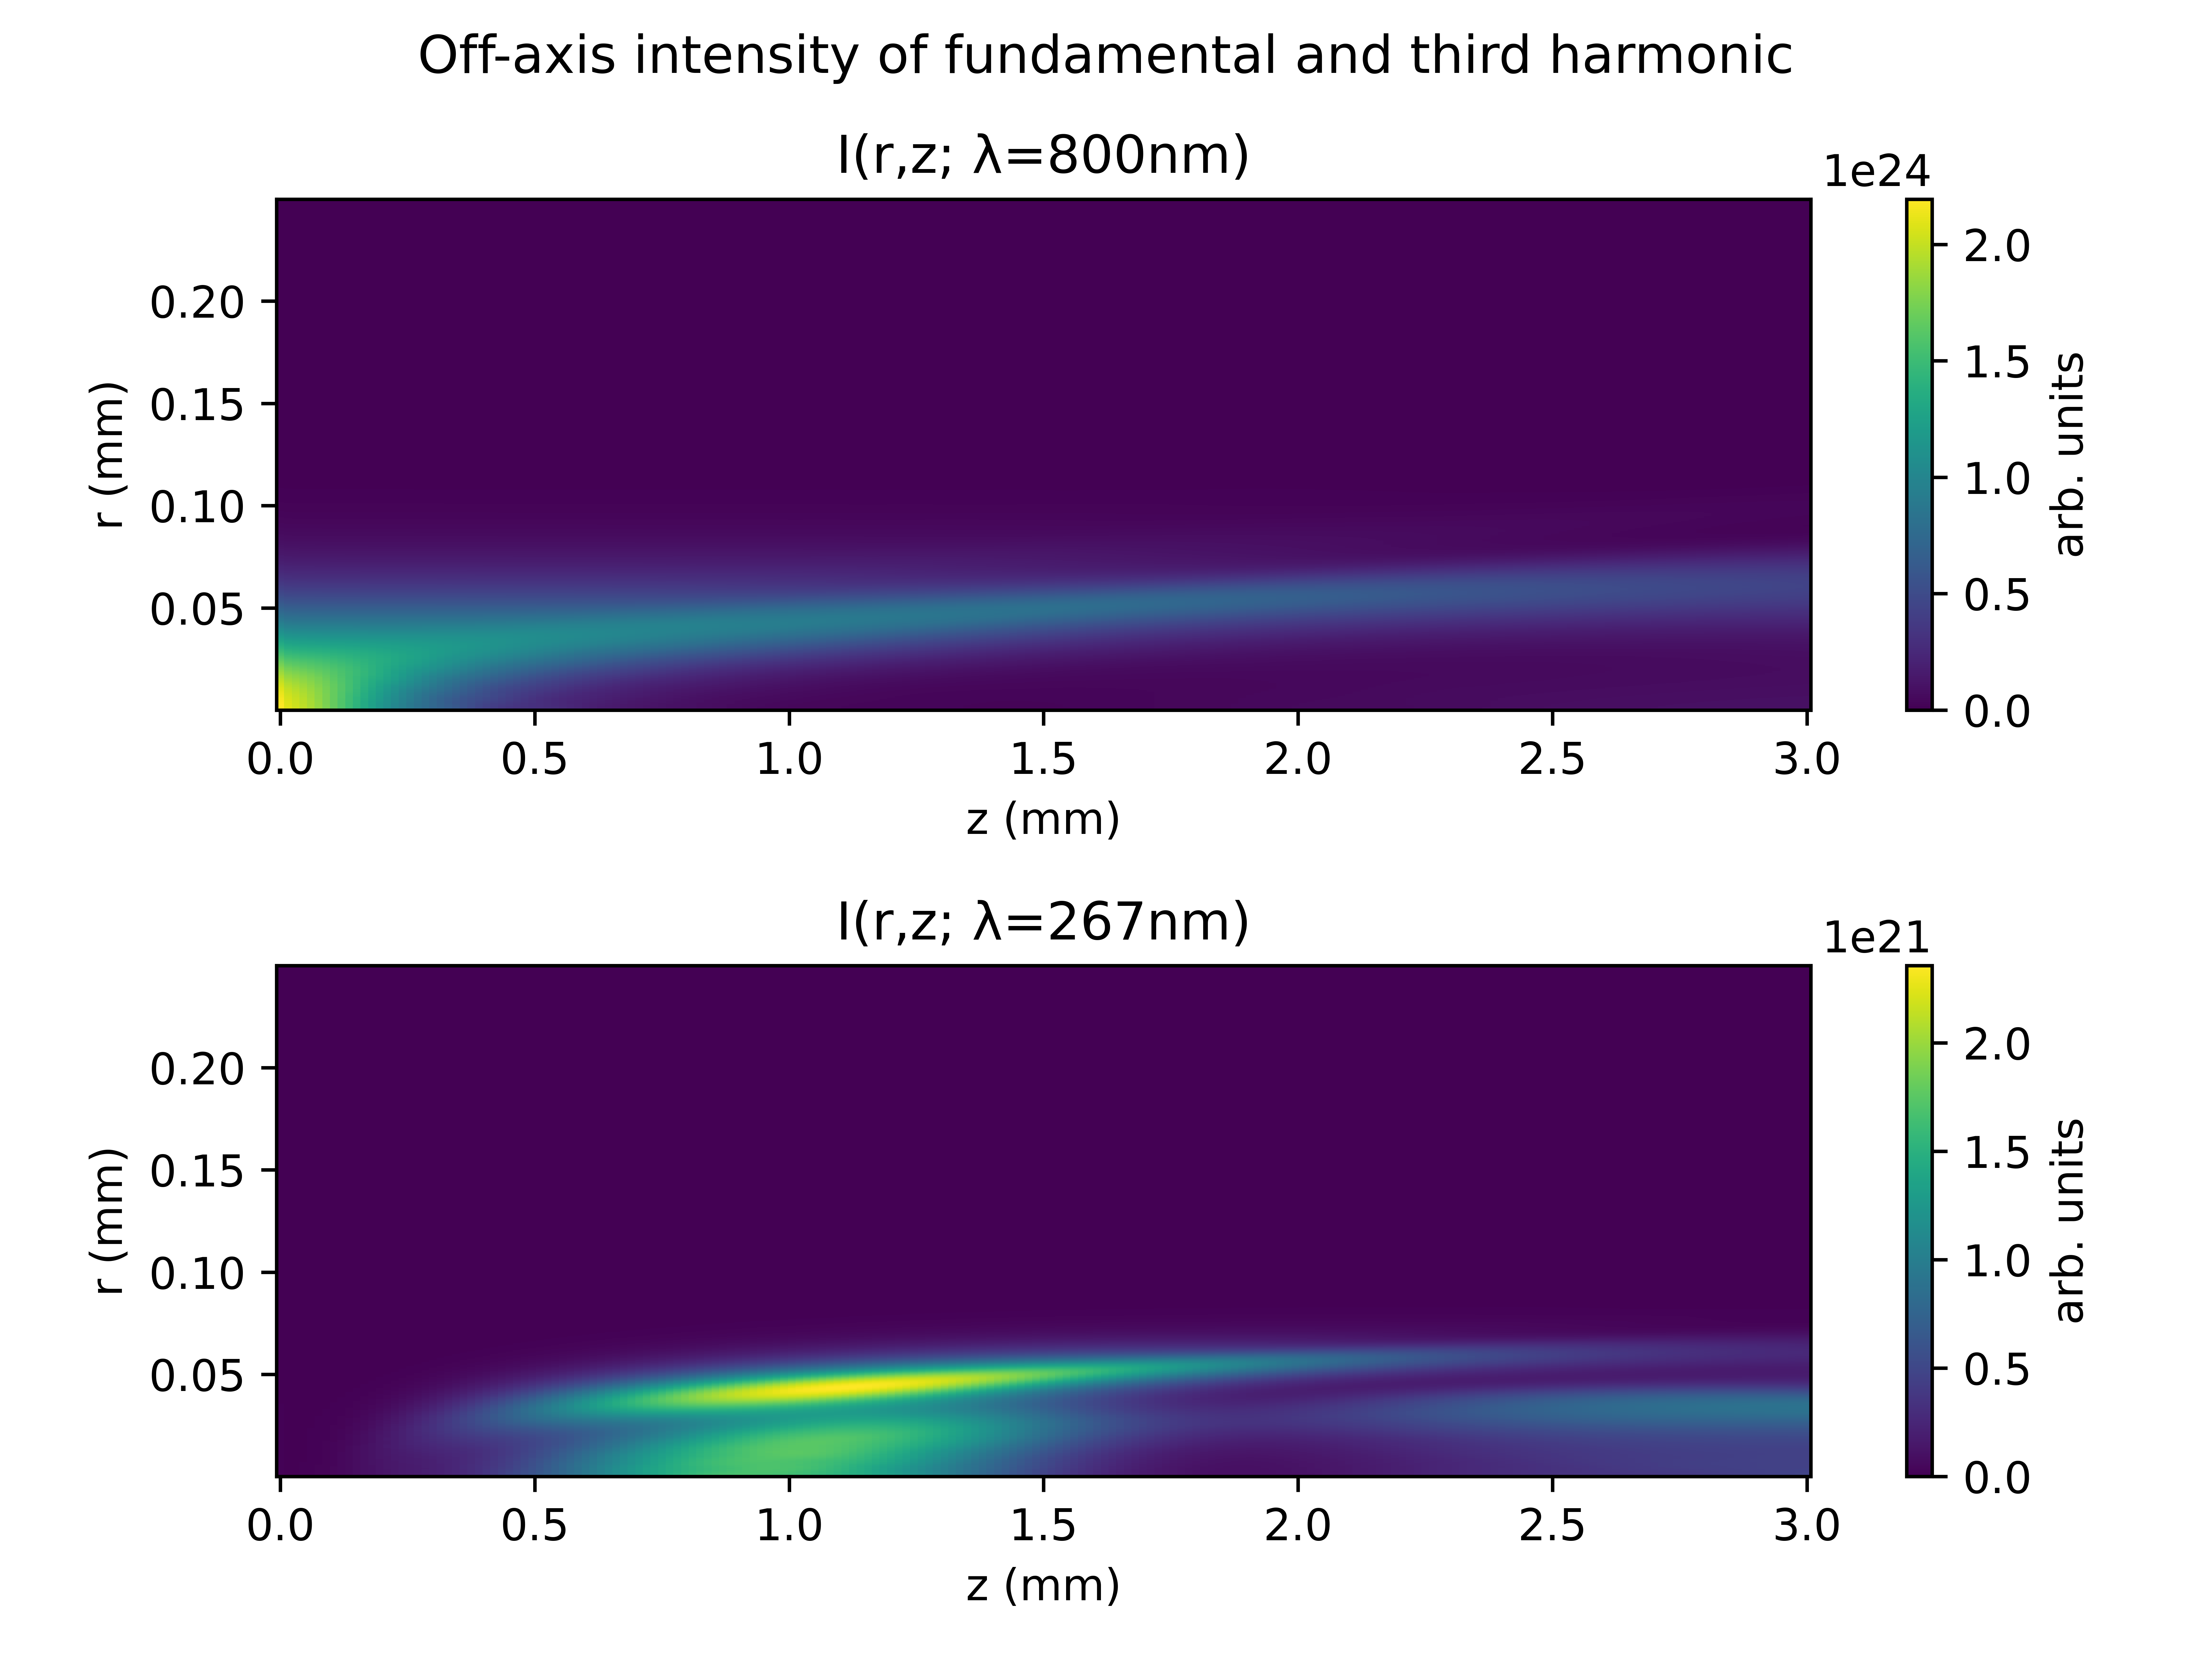 Off-axis intensity of fundamental and third harmonic
I(r,z; λ=800nm)
1e24
r (mm)
0.20
0.15
0.10
0.05
2.0
1.5
1.0
0.5
0.0
arb. units
0.0 0.5 1.0 1.5 2.0 2.5 3.0
z (mm)
I(r,z; λ=267nm)
1e21
r (mm)
0.20
0.15
0.10
0.05
2.0
1.5
1.0
0.5
0.0
arb. units
0.0 0.5 1.0 1.5 2.0 2.5 3.0
z (mm)